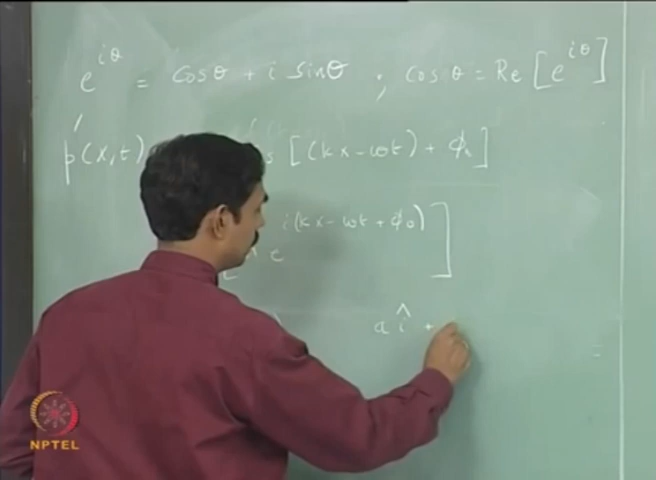 e^{iθ} = cosθ + i sinθ ; cosθ = Re [e^{iθ}]
p'(x,t) s [(kx-ωt) + ϕ₀]
e^{i(kx-ωt+ϕ₀)} ]
a î +
=
NPTEL